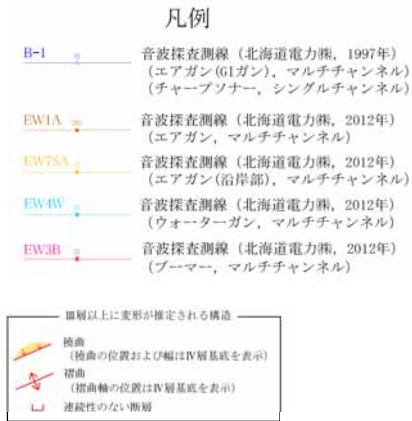 凡例
B-1
音波探査測線（北海道電力㈱，1997年）
（エアガン(GIガン)，マルチチャンネル）
（チャープソナー，シングルチャンネル）
EW1A
音波探査測線（北海道電力㈱，2012年）
（エアガン，マルチチャンネル）
EW7SA
音波探査測線（北海道電力㈱，2012年）
（エアガン(沿岸部)，マルチチャンネル）
EW4W
音波探査測線（北海道電力㈱，2012年）
（ウォーターガン，マルチチャンネル）
EW3B
音波探査測線（北海道電力㈱，2012年）
（ブーマー，マルチチャンネル）
Ⅲ層以上に変形が推定される構造
撓曲
（撓曲の位置および幅はⅣ層基底を表示）
褶曲
（褶曲軸の位置はⅣ層基底を表示）
連続性のない断層